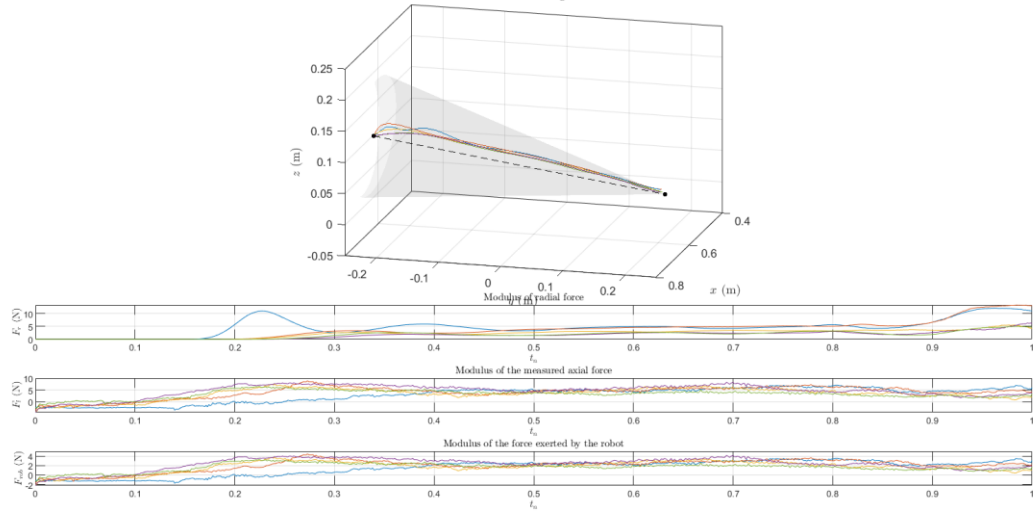 0.25
0.2
0.15
0.1
0.05
0
-0.05
z (m)
-0.2
-0.1
0
0.1
0.2
0.4
0.6
0.8
x (m)
(m)
Modulus of radial force
10
5
0
F_r (N)
0 0.1 0.2 0.3 0.4 0.5 0.6 0.7 0.8 0.9 1
t_n
Modulus of the measured axial force
10
5
0
(N)
0 0.1 0.2 0.3 0.4 0.5 0.6 0.7 0.8 0.9 1
t_n
Modulus of the force exerted by the robot
4
2
0
-2
(N)
0 0.1 0.2 0.3 0.4 0.5 0.6 0.7 0.8 0.9 1
t_n